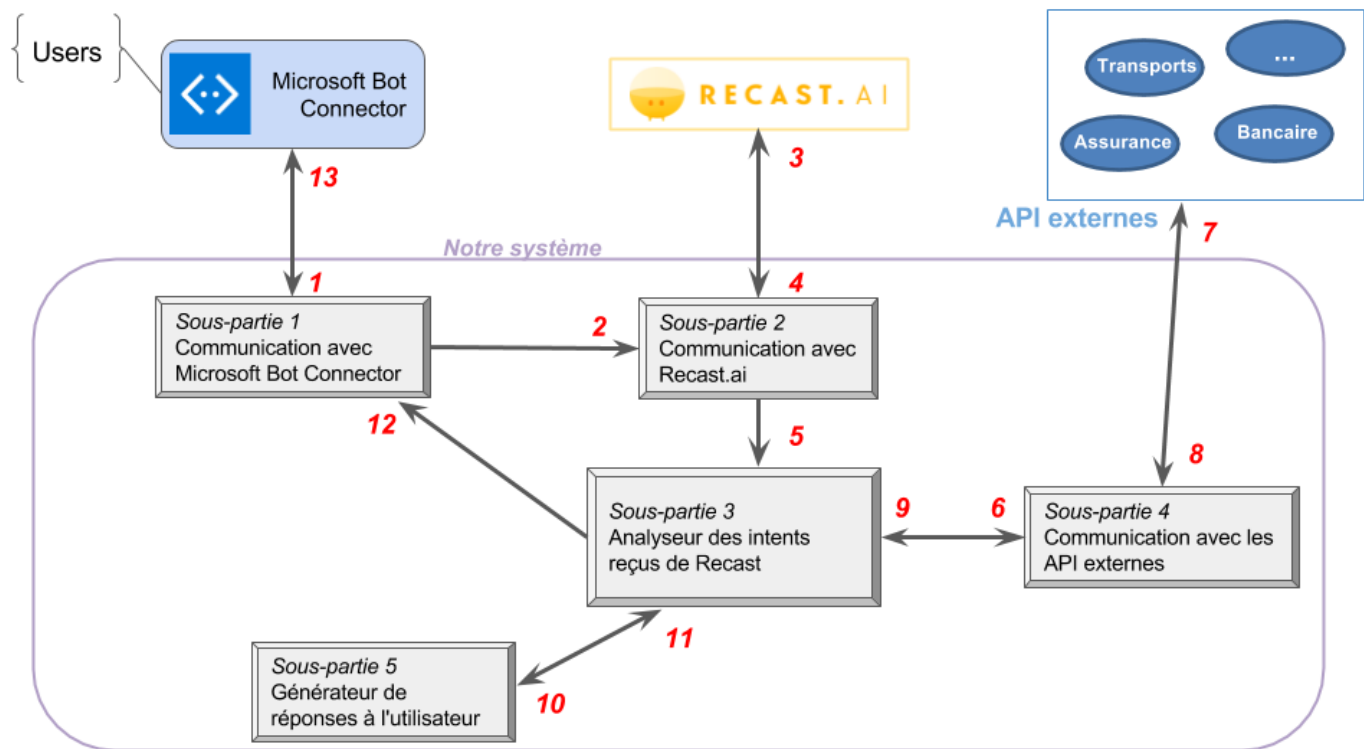 Users
Microsoft Bot
Connector
RECAST.AI
Transports
...
Assurance
Bancaire
13
3
API externes
7
Notre système
1
4
Sous-partie 1
Communication avec
Microsoft Bot Connector
2
Sous-partie 2
Communication avec
Recast.ai
12
5
8
Sous-partie 3
Analyseur des intents
reçus de Recast
9
6
Sous-partie 4
Communication avec les
API externes
11
Sous-partie 5
Générateur de
réponses à l'utilisateur
10